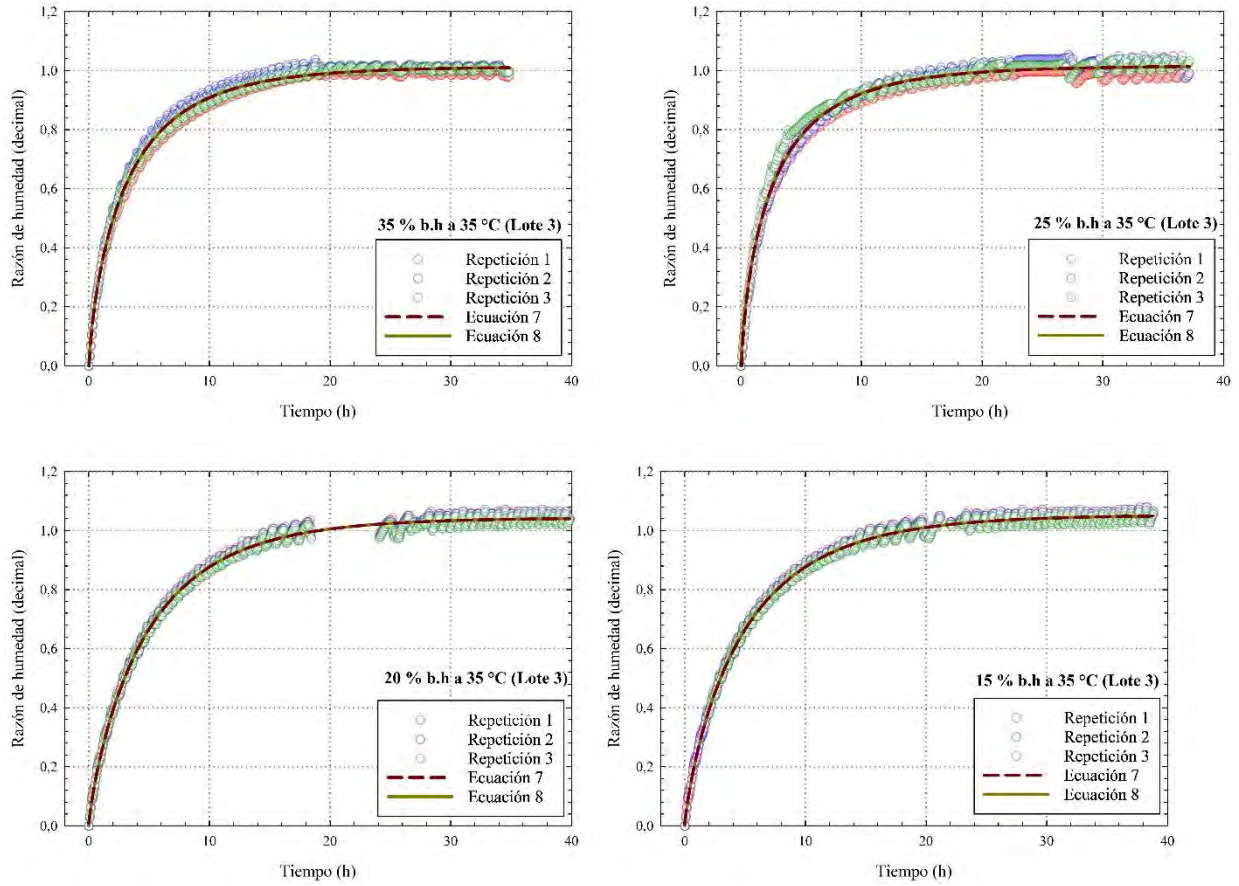 1,2
1,0
0,8
0,6
0,4
0,2
0,0
Razón de humedad (decimal)
35 % b.h a 35 °C (Lote 3)
Repetición 1
Repetición 2
Repetición 3
Ecuación 7
Ecuación 8
0 10 20 30 40
Tiempo (h)
1,2
1,0
0,8
0,6
0,4
0,2
0,0
Razón de humedad (decimal)
25 % b.h a 35 °C (Lote 3)
Repetición 1
Repetición 2
Repetición 3
Ecuación 7
Ecuación 8
0 10 20 30 40
Tiempo (h)
1,2
1,0
0,8
0,6
0,4
0,2
0,0
Razón de humedad (decimal)
20 % b.h a 35 °C (Lote 3)
Repetición 1
Repetición 2
Repetición 3
Ecuación 7
Ecuación 8
0 10 20 30 40
Tiempo (h)
1,2
1,0
0,8
0,6
0,4
0,2
0,0
Razón de humedad (decimal)
15 % b.h a 35 °C (Lote 3)
Repetición 1
Repetición 2
Repetición 3
Ecuación 7
Ecuación 8
0 10 20 30 40
Tiempo (h)